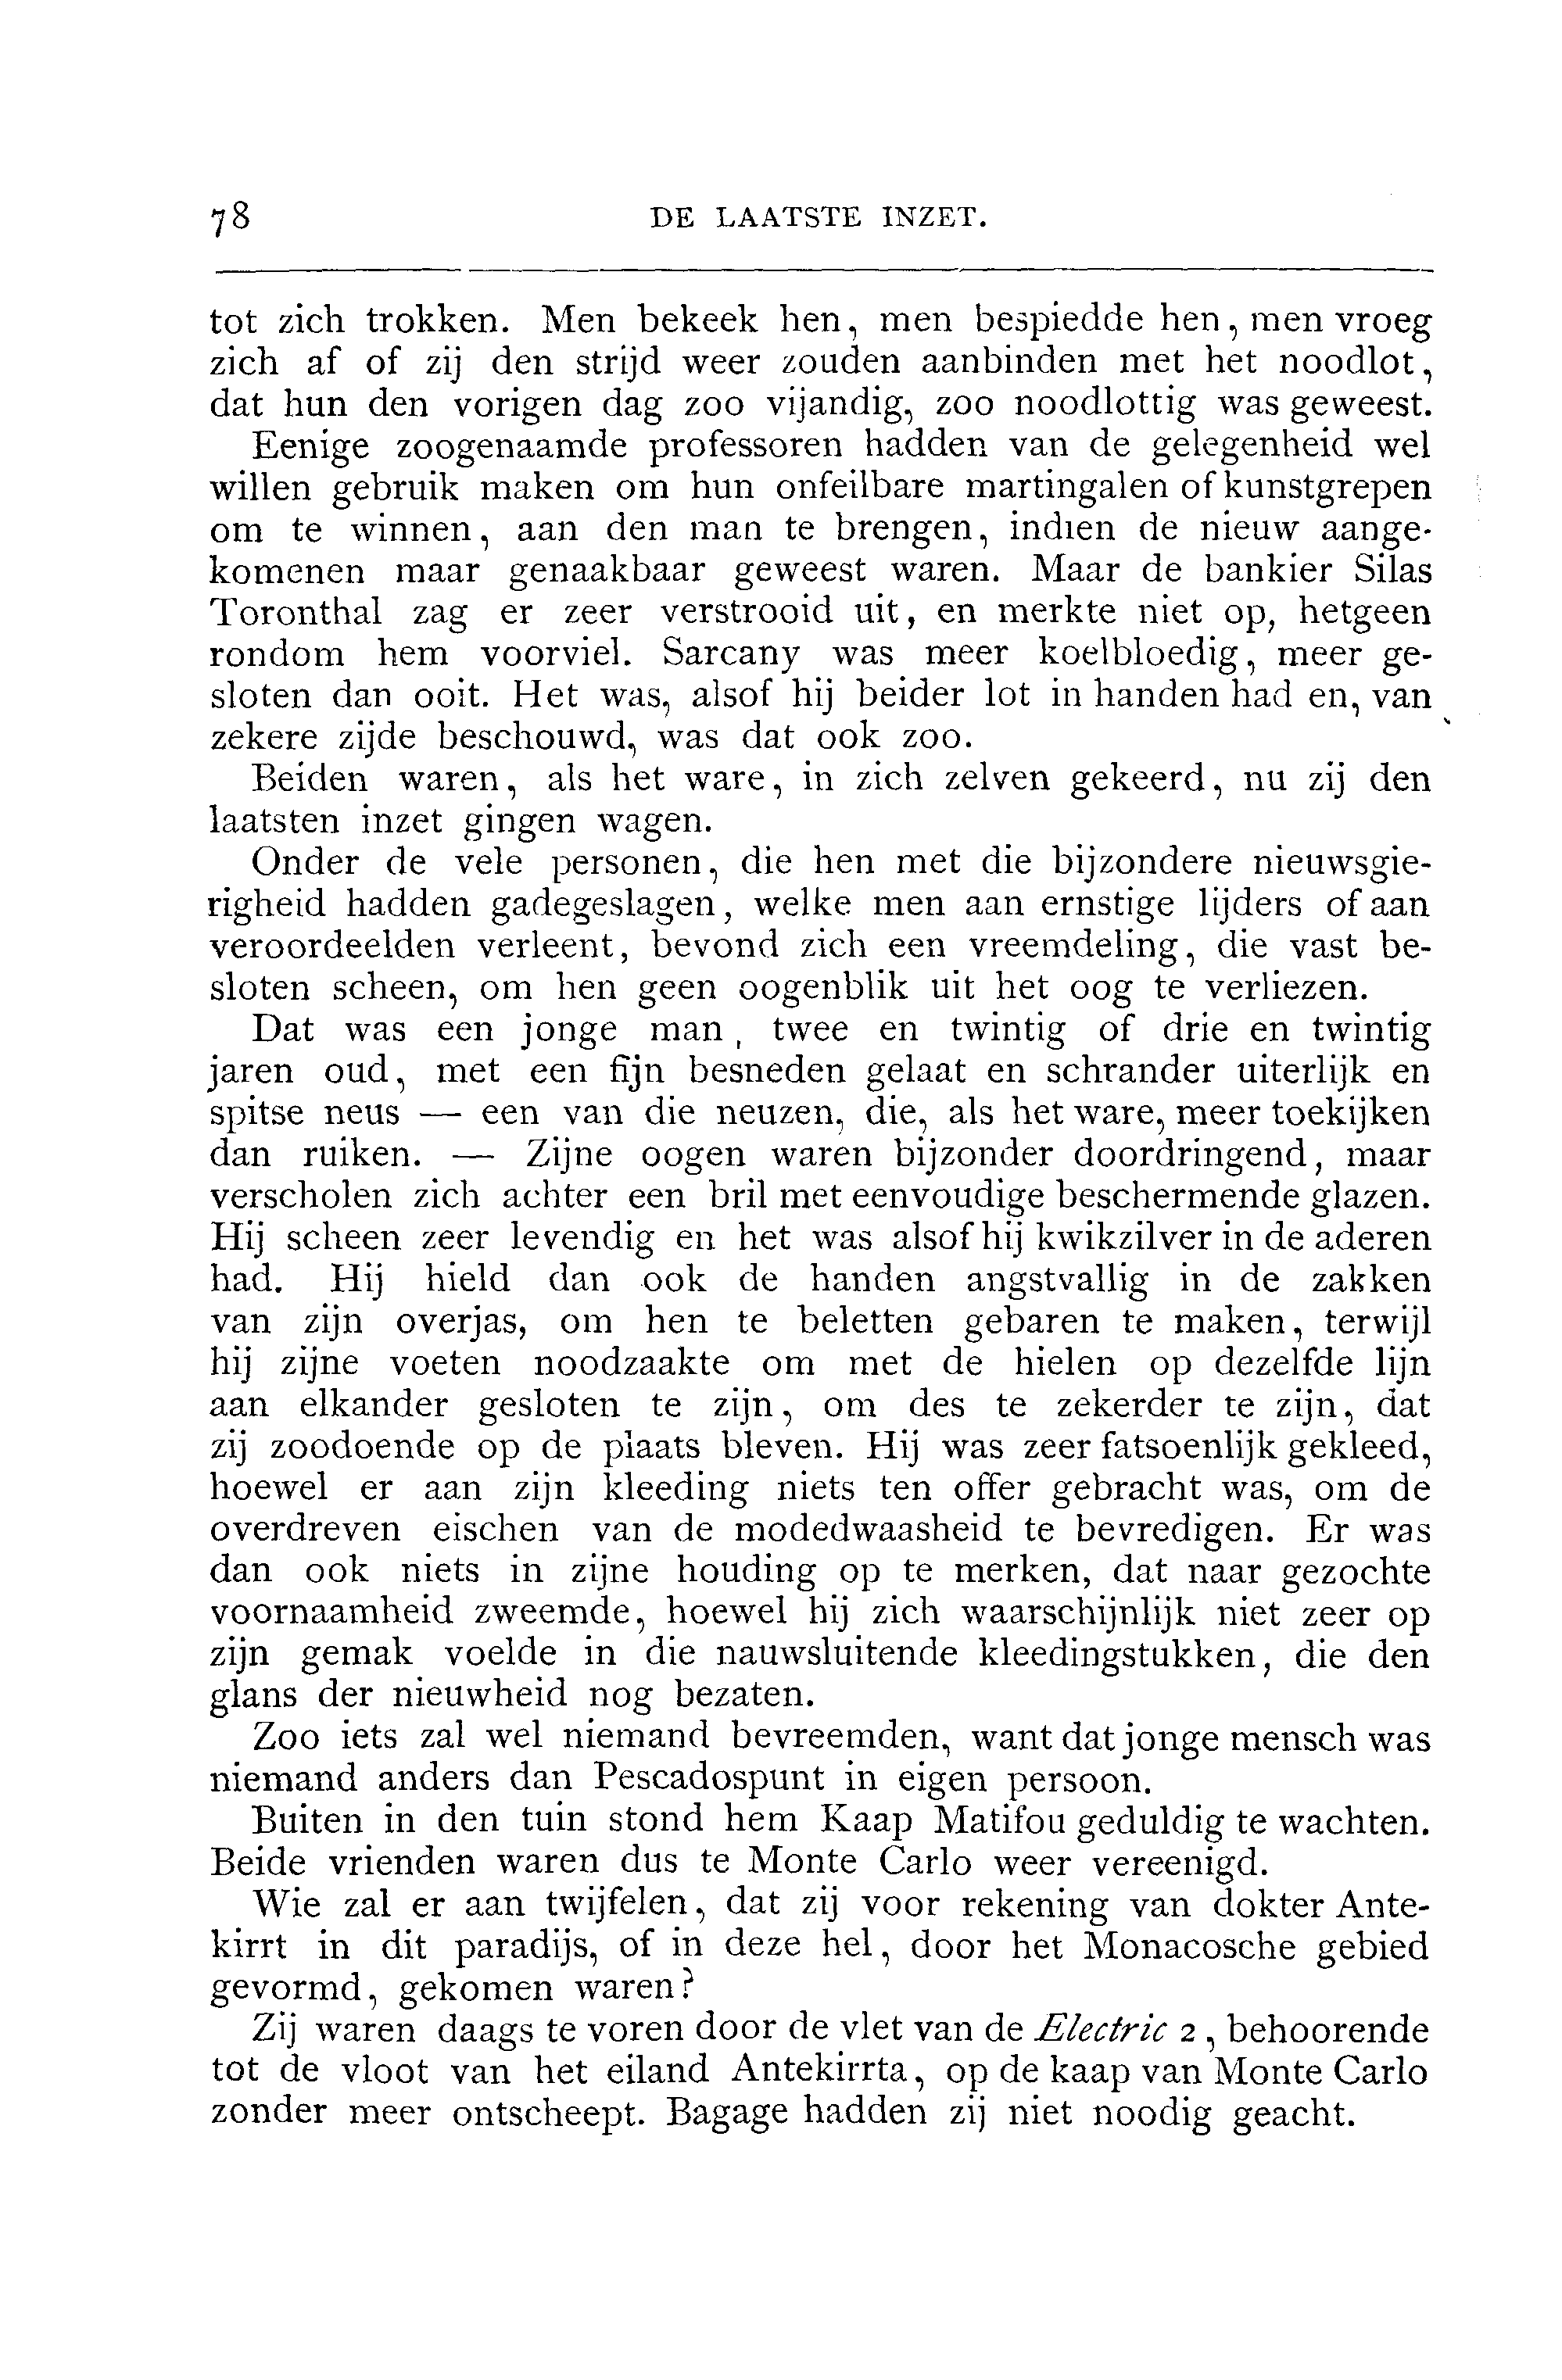 78 DE LAATSTE INZET.
tot zich trokken. Men bekeek hen, men bespiedde hen, men vroeg
zich af of zij den strijd weer zouden aanbinden met het noodlot,
dat hun den vorigen dag zoo vijandig, zoo noodlottig was geweest.
Eenige zoogenaamde professoren hadden van de gelegenheid wel
willen gebruik maken om hun onfeilbare martingalen of kunstgrepen
om te winnen, aan den man te brengen, indien de nieuw aange-
komenen maar genaakbaar geweest waren. Maar de bankier Silas
Toronthal zag er zeer verstrooid uit, en merkte niet op, hetgeen
rondom hem voorviel. Sarcany was meer koelbloedig, meer ge-
sloten dan ooit. Het was, alsof hij beider lot in handen had en, van
zekere zijde beschouwd, was dat ook zoo.
Beiden waren, als het ware, in zich zelven gekeerd, nu zij den
laatsten inzet gingen wagen.
Onder de vele personen, die hen met die bijzondere nieuwsgie-
righeid hadden gadegeslagen, welke men aan ernstige lijders of aan
veroordeelden verleent, bevond zich een vreemdeling, die vast be-
sloten scheen, om hen geen oogenblik uit het oog te verliezen.
Dat was een jonge man, twee en twintig of drie en twintig
jaren oud, met een fijn besneden gelaat en schrander uiterlijk en
spitse neus — een van die neuzen, die, als het ware, meer toekijken
dan ruiken. — Zijne oogen waren bijzonder doordringend, maar
verscholen zich achter een bril met eenvoudige beschermende glazen.
Hij scheen zeer levendig en het was alsof hij kwikzilver in de aderen
had. Hij hield dan ook de handen angstvallig in de zakken
van zijn overjas, om hen te beletten gebaren te maken, terwijl
hij zijne voeten noodzaakte om met de hielen op dezelfde lijn
aan elkander gesloten te zijn, om des te zekerder te zijn, dat
zij zoodoende op de plaats bleven. Hij was zeer fatsoenlijk gekleed,
hoewel er aan zijn kleeding niets ten offer gebracht was, om de
overdreven eischen van de modedwaasheid te bevredigen. Er was
dan ook niets in zijne houding op te merken, dat naar gezochte
voornaamheid zweemde, hoewel hij zich waarschijnlijk niet zeer op
zijn gemak voelde in die nauwsluitende kleedingstukken, die den
glans der nieuwheid nog bezaten.
Zoo iets zal wel niemand bevreemden, want dat jonge mensch was
niemand anders dan Pescadospunt in eigen persoon.
Buiten in den tuin stond hem Kaap Matifou geduldig te wachten.
Beide vrienden waren dus te Monte Carlo weer vereenigd.
Wie zal er aan twijfelen, dat zij voor rekening van dokter Ante-
kirrt in dit paradijs, of in deze hel, door het Monacosche gebied
gevormd, gekomen waren?
Zij waren daags te voren door de vlet van de Electric 2, behoorende
tot de vloot van het eiland Antekirrta, op de kaap van Monte Carlo
zonder meer ontscheept. Bagage hadden zij niet noodig geacht.